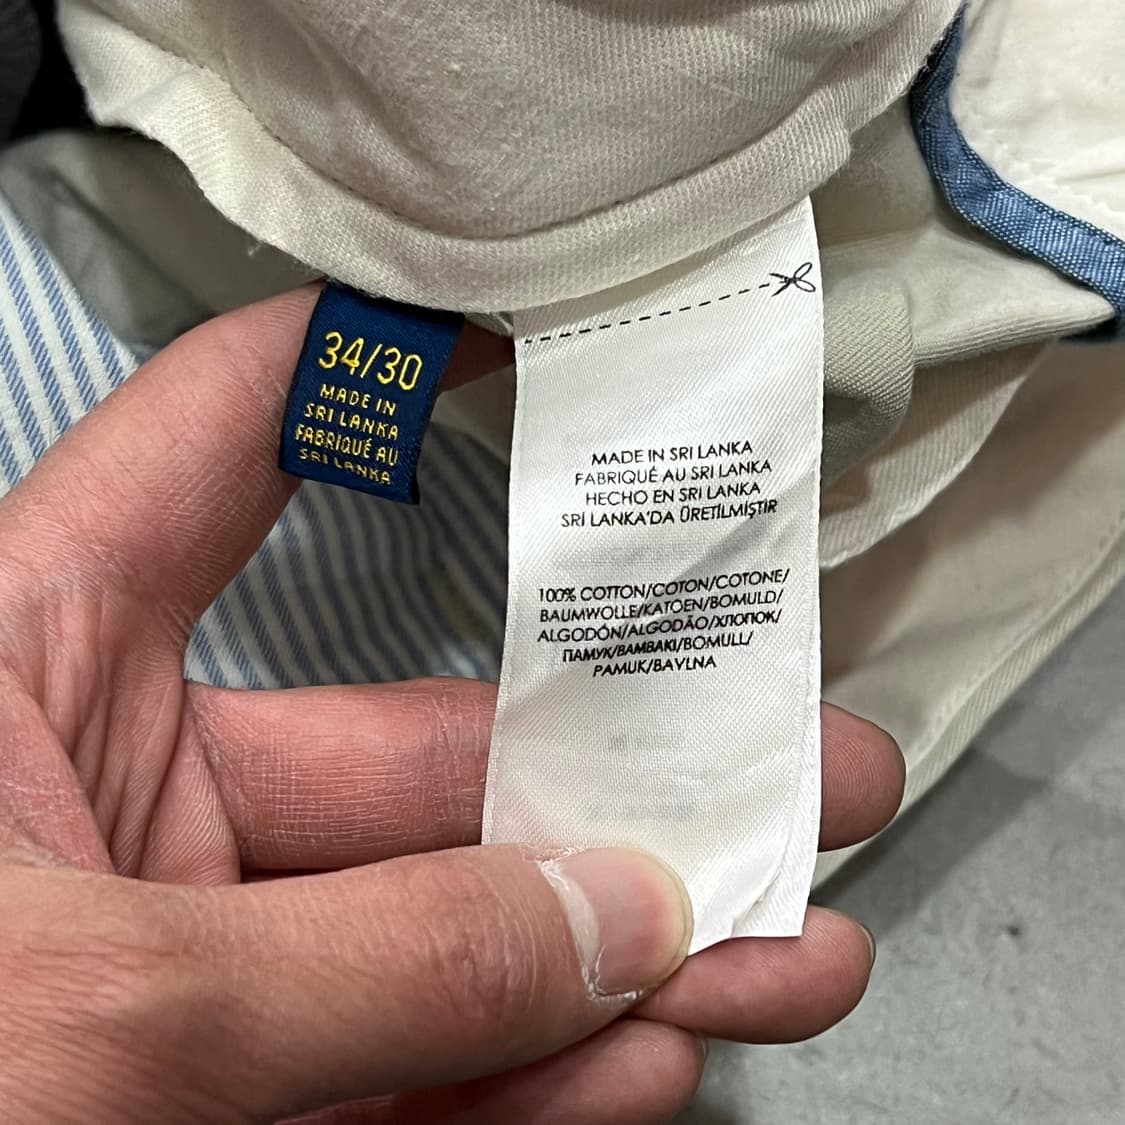 34/30
MADE IN
SRI LANKA
FABRIQUÉ AU
SRI LANKA
MADE IN SRI LANKA
FABRIQUÉ AU SRI LANKA
HECHO EN SRI LANKA
SRİ LANKA'DA ÜRETİLMİŞTİR
100% COTTON/COTON/COTONE/
BAUMWOLLE/KATOEN/BOMULD/
ALGODÓN/ALGODÃO/ХЛОПОК/
ПАМУК/ΒΑΜΒΑΚΙ/BOMULL/
PAMUK/BAVLNA